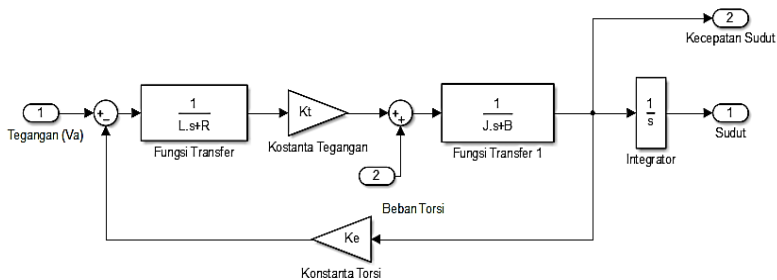 2
Kecepatan Sudut
1
Tegangan (Va)
+
−
1
L.s+R
Fungsi Transfer
Kt
Kostanta Tegangan
+
+
2
Beban Torsi
1
J.s+B
Fungsi Transfer 1
1
s
Integrator
1
Sudut
Ke
Konstanta Torsi